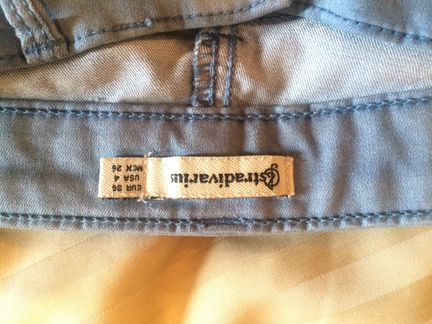 stradivarius
EUR 36
USA 4
MEX 26